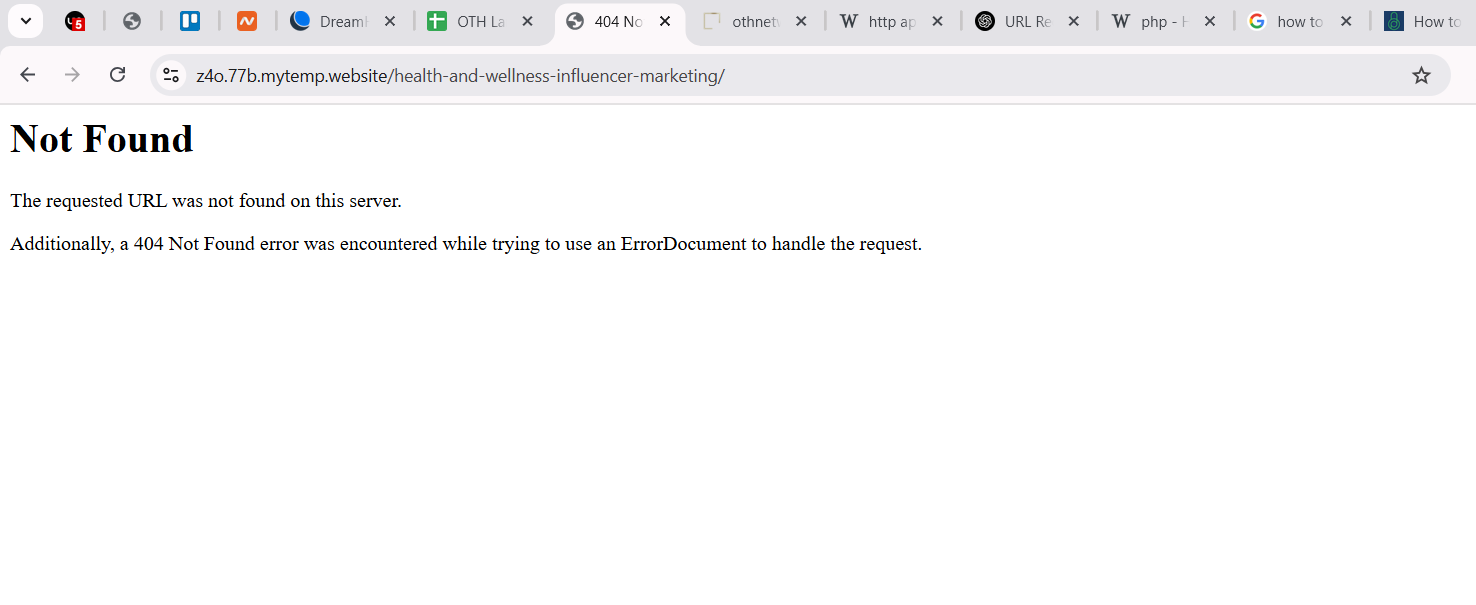 5
DreamH
OTH La
404 No
othnetw
W
http ap
URL Re
W
php - H
G
how to
How to
z4o.77b.mytemp.website/health-and-wellness-influencer-marketing/
Not Found
The requested URL was not found on this server.
Additionally, a 404 Not Found error was encountered while trying to use an ErrorDocument to handle the request.